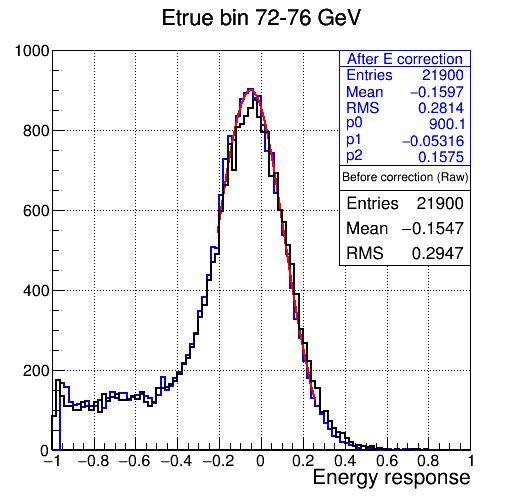 Etrue bin 72-76 GeV
After E correction
Entries 21900
Mean −0.1597
RMS 0.2814
p0 900.1
p1 −0.05316
p2 0.1575
Before correction (Raw)
Entries 21900
Mean −0.1547
RMS 0.2947
1000
800
600
400
200
0
−1 −0.8 −0.6 −0.4 −0.2 0 0.2 0.4 0.6 0.8 1
Energy response